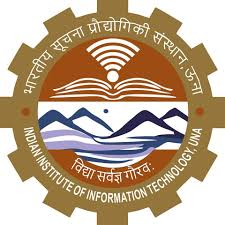 भारतीय सूचना प्रौद्योगिकी संस्थान, ऊना
विद्या सर्वज्ञ गौरवः
INDIAN INSTITUTE OF INFORMATION TECHNOLOGY, UNA